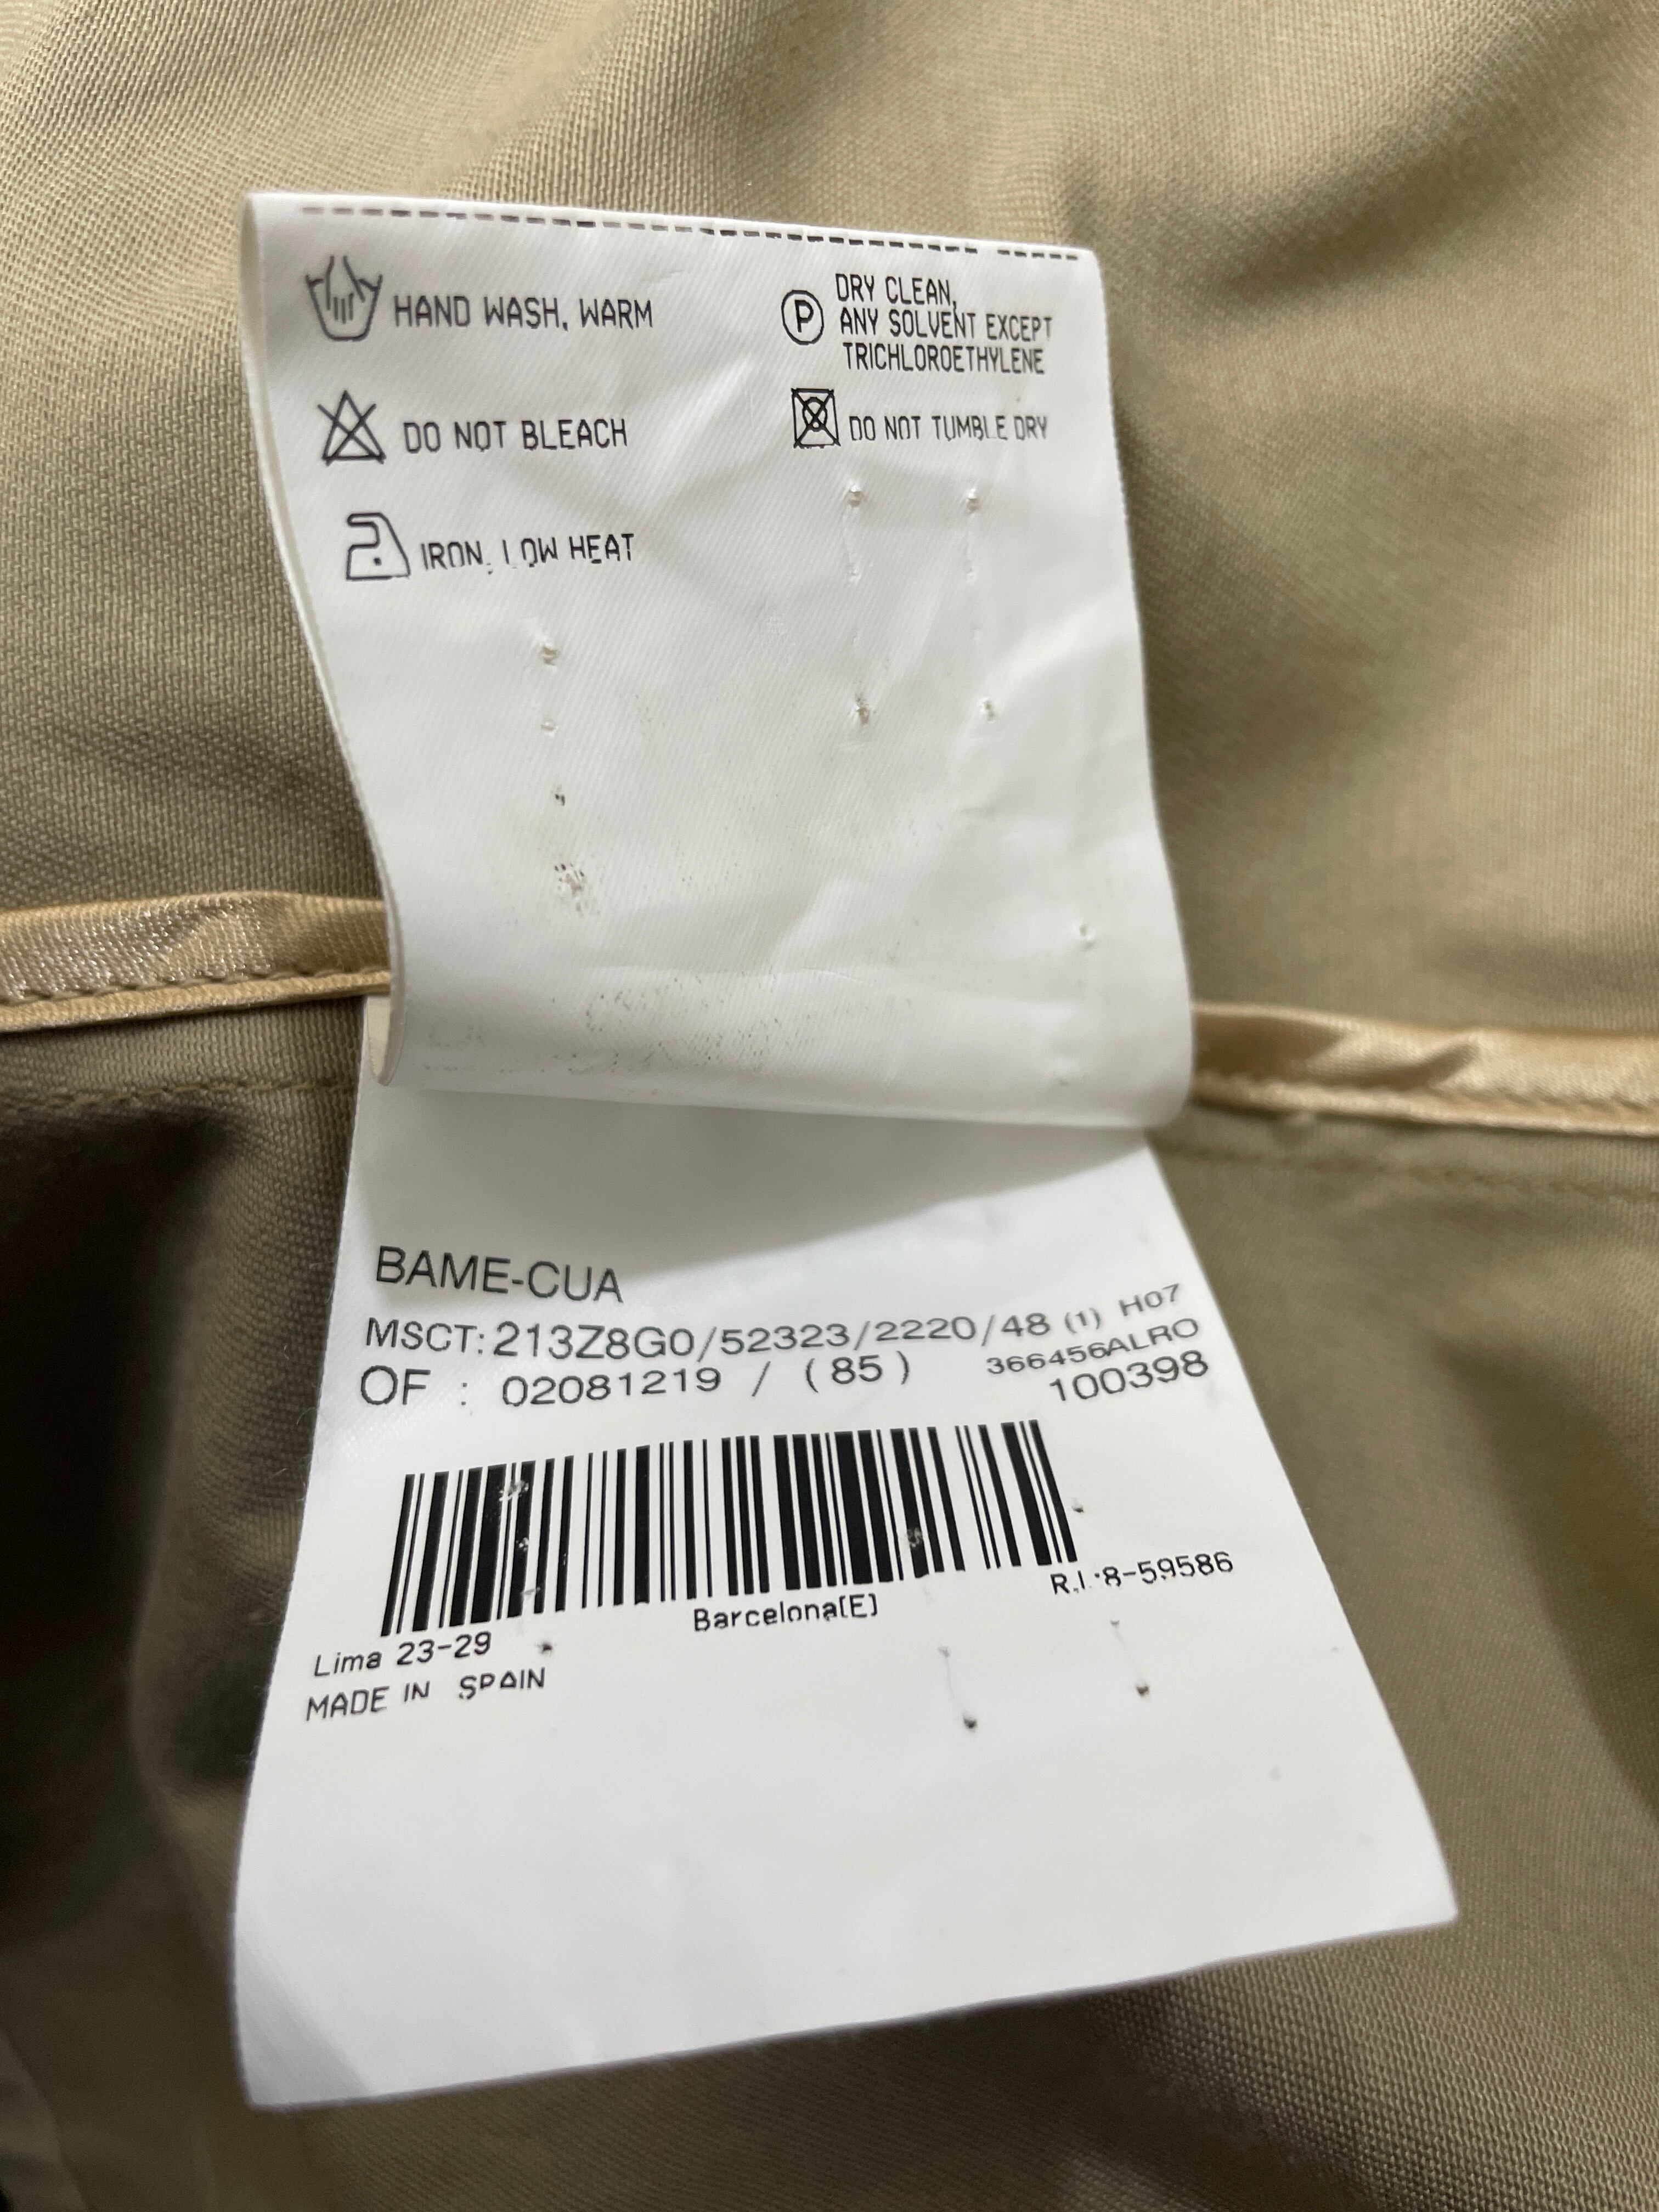 HAND WASH, WARM
DO NOT BLEACH
IRON, LOW HEAT
P
DRY CLEAN,
ANY SOLVENT EXCEPT
TRICHLOROETHYLENE
DO NOT TUMBLE DRY
BAME-CUA
MSCT: 213Z8G0/52323/2220/48 (1) H07
366456ALRO
OF : 02081219 / (85)
100398
Lima 23-29
Barcelona[E]
R.I.:8-59586
MADE IN SPAIN